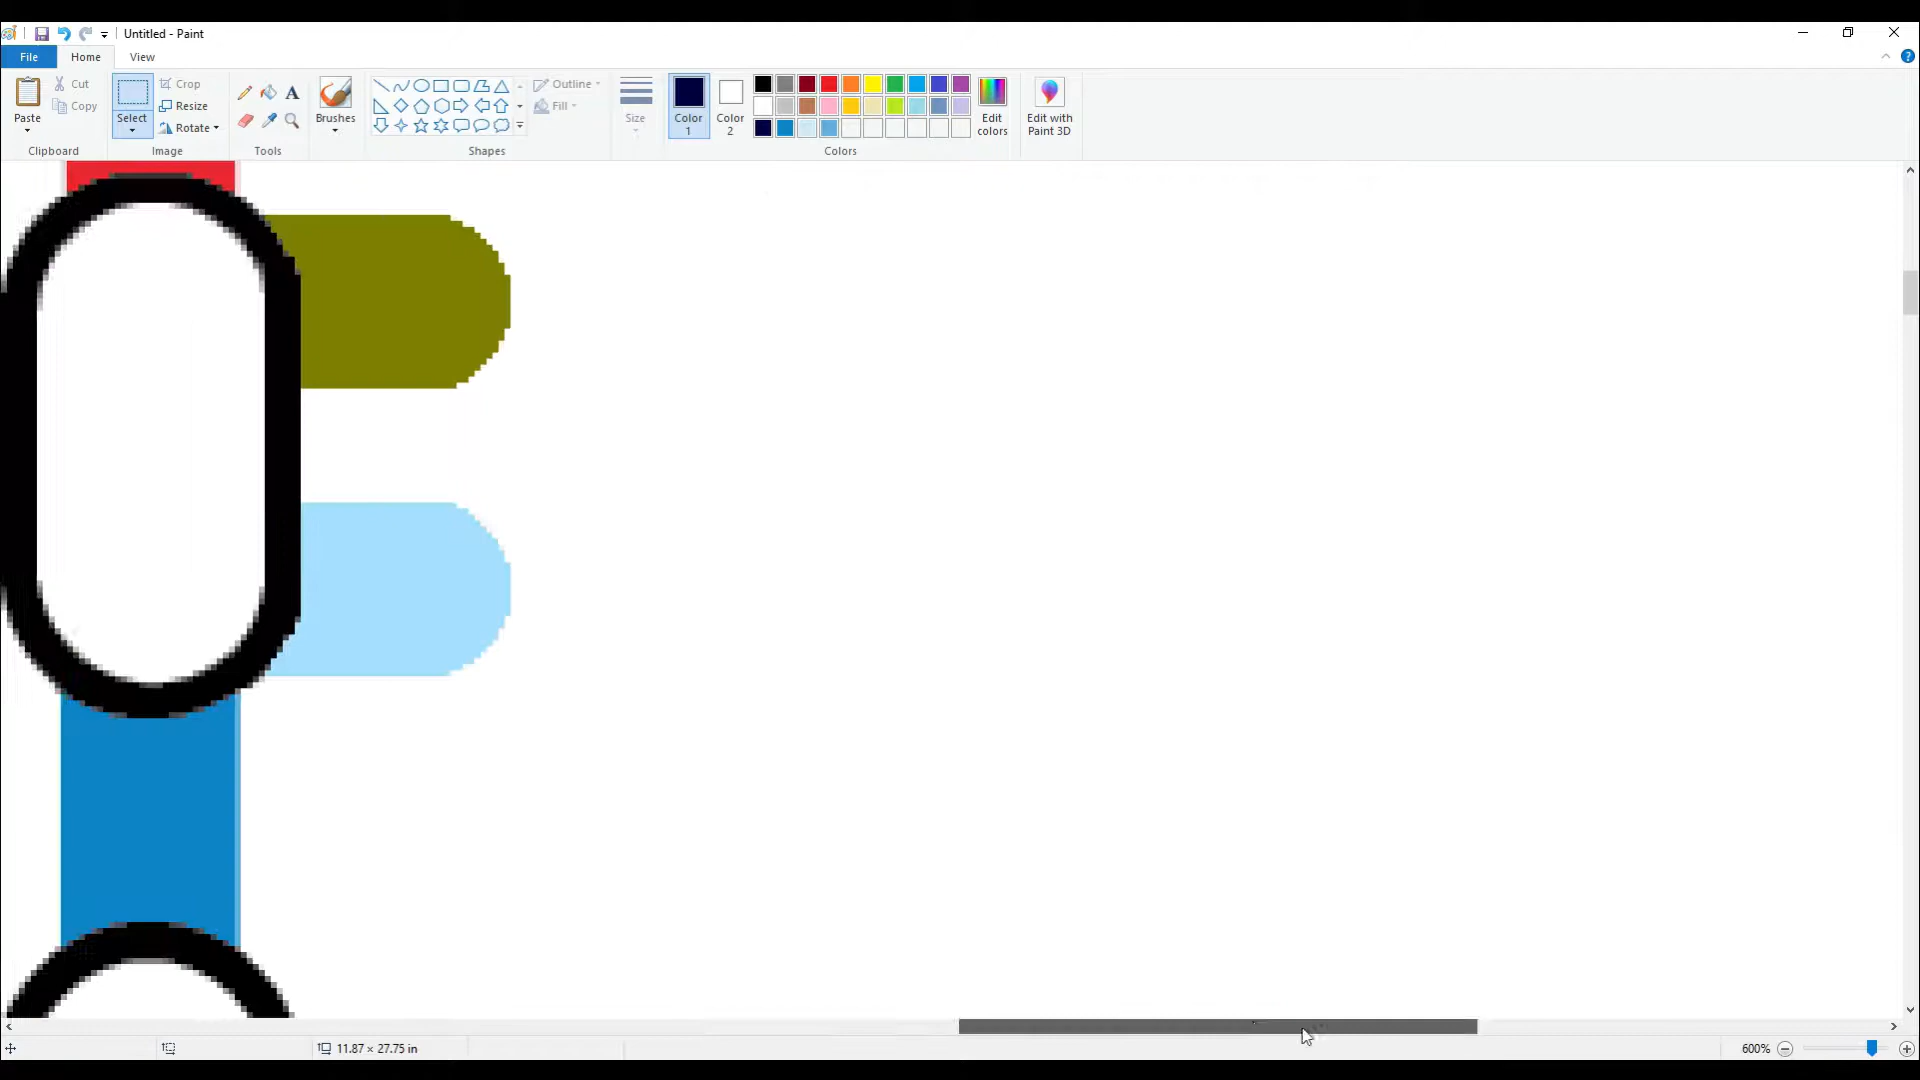 Untitled - Paint
File Home View
Paste Cut Copy Clipboard
Select Crop Resize Rotate Image
A Tools
Brushes
Outline Fill Shapes
Size
Color 1 Color 2 Edit colors Colors
Edit with Paint 3D
11.87 × 27.75 in 600%